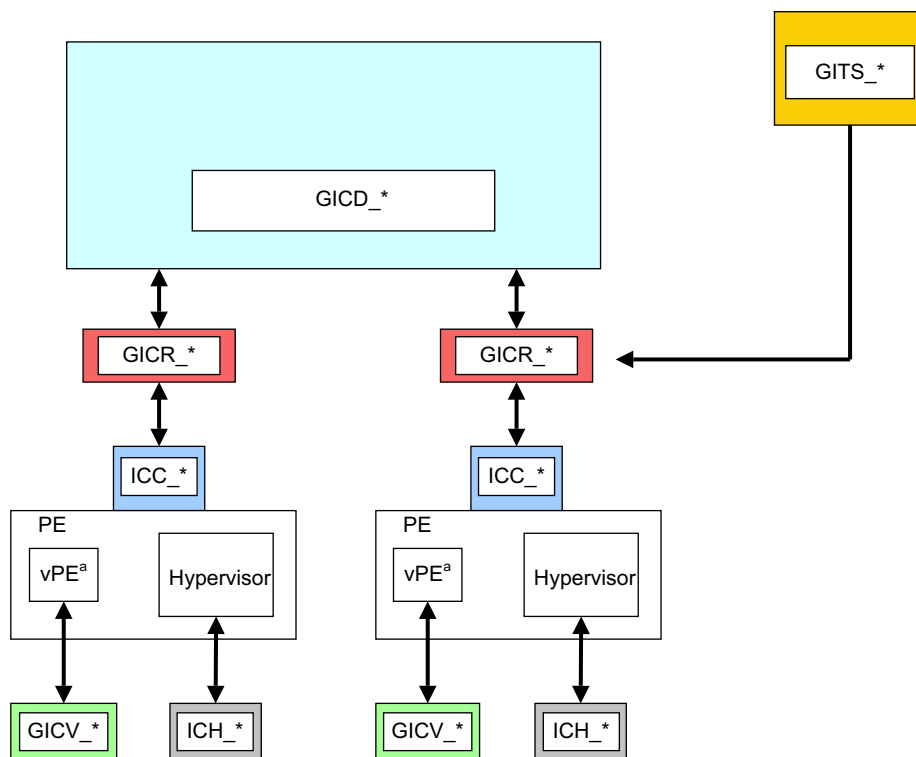 GITS_*
GICD_*
GICR_*
GICR_*
ICC_*
ICC_*
PE
PE
vPEa
Hypervisor
vPEa
Hypervisor
GICV_*
ICH_*
GICV_*
ICH_*